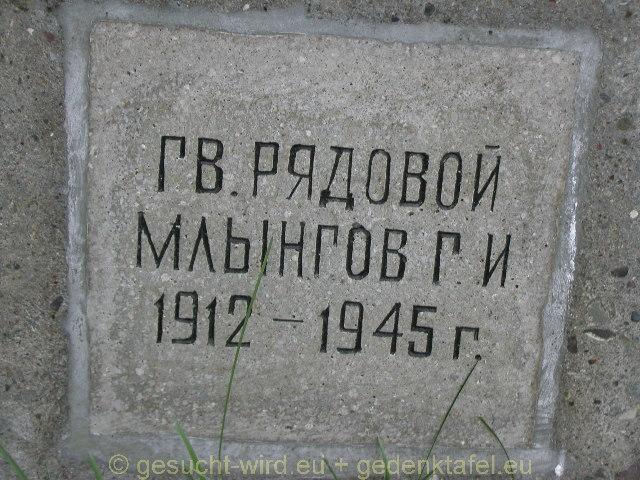 ГВ. РЯДОВОЙ
МЛЫНГОВ Г. И.
1912 - 1945 г.
© gesucht-wird.eu + gedenktafel.eu